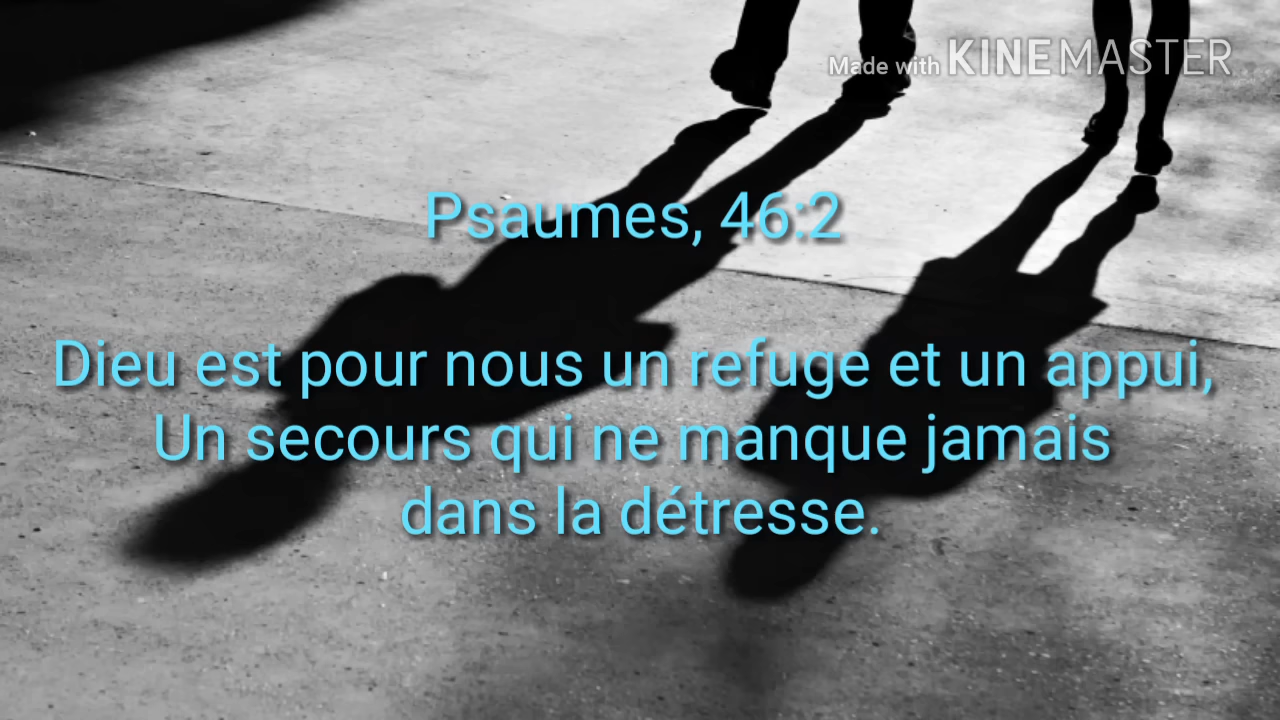 Made with KINEMASTER
Psaumes, 46:2
Dieu est pour nous un refuge et un appui,
Un secours qui ne manque jamais
dans la détresse.